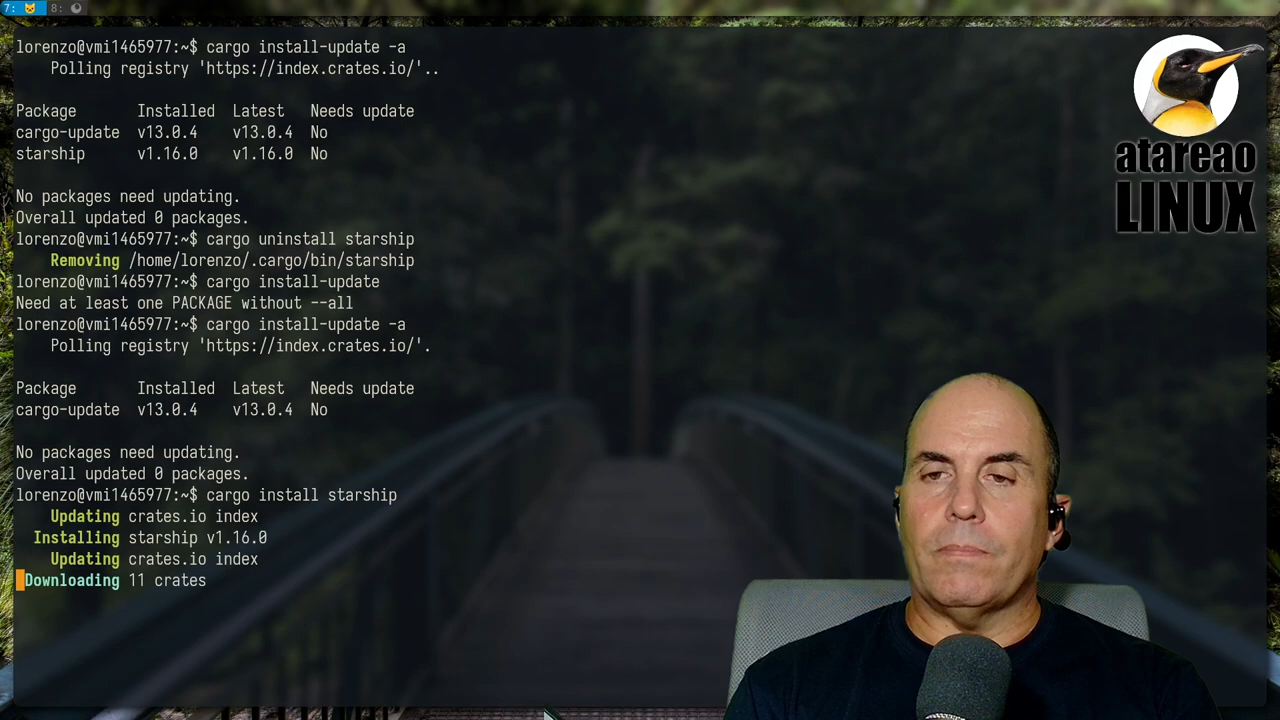 7: 8:
lorenzo@vmi1465977:~$ cargo install-update -a
    Polling registry 'https://index.crates.io/'..
Package       Installed  Latest   Needs update
cargo-update  v13.0.4    v13.0.4  No
starship      v1.16.0    v1.16.0  No
No packages need updating.
Overall updated 0 packages.
lorenzo@vmi1465977:~$ cargo uninstall starship
    Removing /home/lorenzo/.cargo/bin/starship
lorenzo@vmi1465977:~$ cargo install-update
Need at least one PACKAGE without --all
lorenzo@vmi1465977:~$ cargo install-update -a
    Polling registry 'https://index.crates.io/'.
Package       Installed  Latest   Needs update
cargo-update  v13.0.4    v13.0.4  No
No packages need updating.
Overall updated 0 packages.
lorenzo@vmi1465977:~$ cargo install starship
    Updating crates.io index
  Installing starship v1.16.0
    Updating crates.io index
 Downloading 11 crates
atareao
LINUX